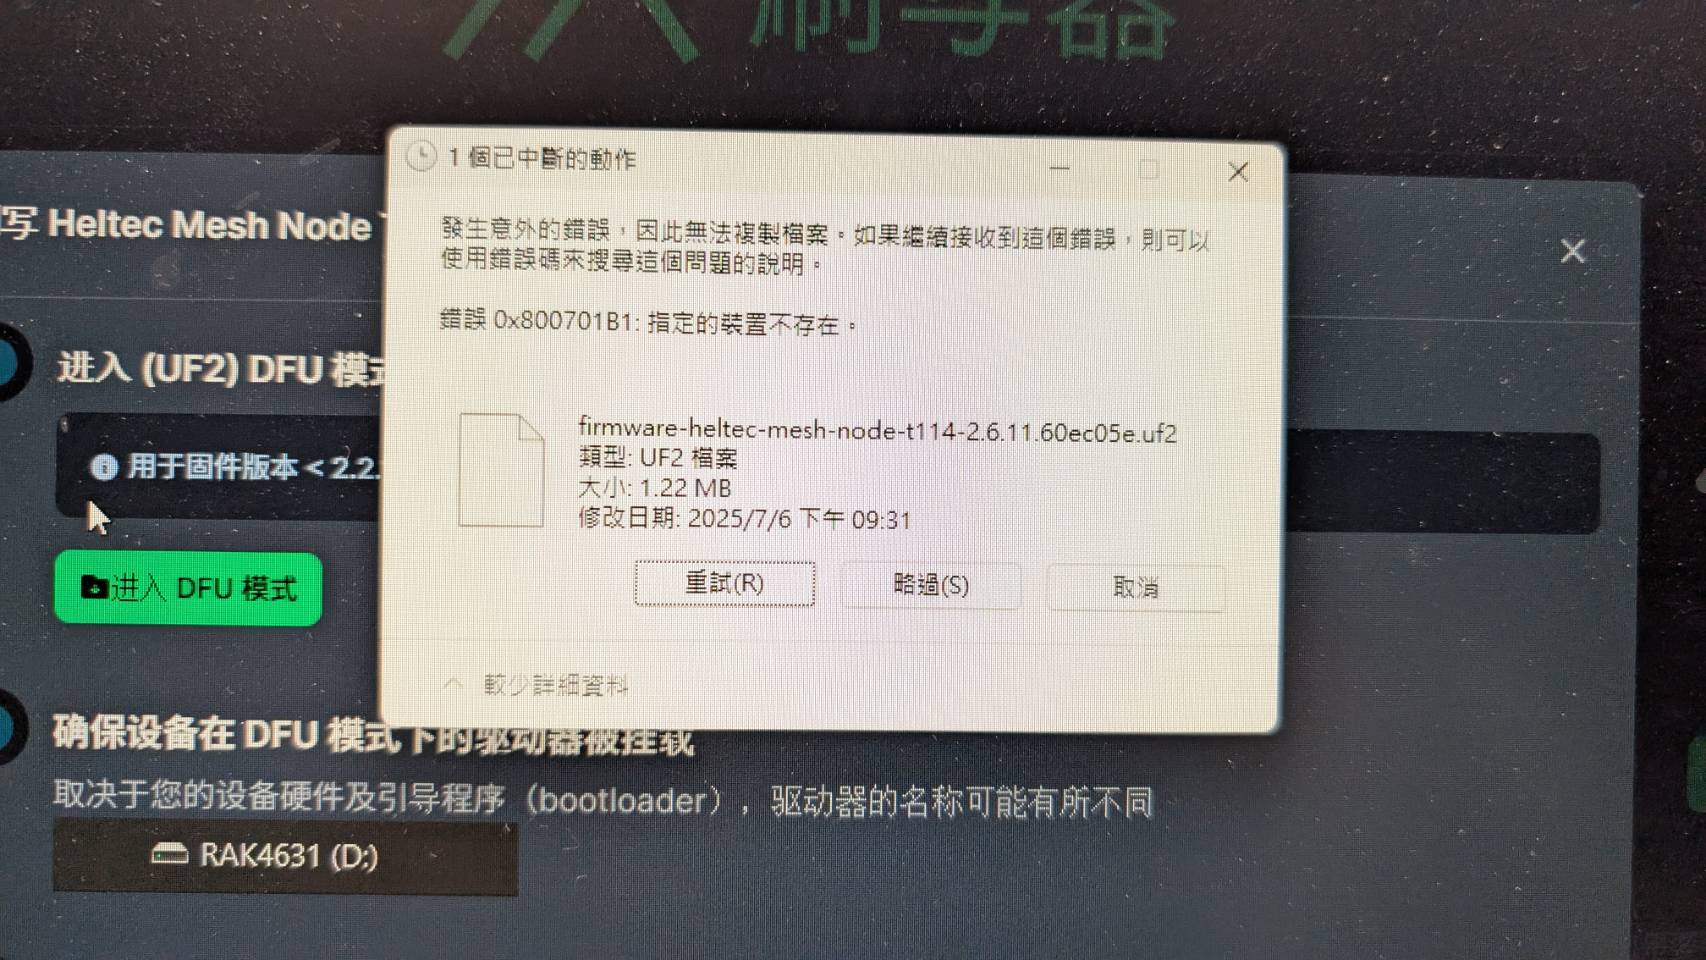 刷写器
1 個已中斷的動作
写 Heltec Mesh Node
發生意外的錯誤，因此無法複製檔案。如果繼續接收到這個錯誤，則可以
使用錯誤碼來搜尋這個問題的說明。
錯誤 0x800701B1: 指定的裝置不存在。
进入 (UF2) DFU 模式
firmware-heltec-mesh-node-t114-2.6.11.60ec05e.uf2
類型: UF2 檔案
用于固件版本 < 2.2.
大小: 1.22 MB
修改日期: 2025/7/6 下午 09:31
进入 DFU 模式
重試(R)
略過(S)
取消
較少詳細資料
确保设备在 DFU 模式下的驱动器被挂载
取决于您的设备硬件及引导程序（bootloader），驱动器的名称可能有所不同
RAK4631 (D:)